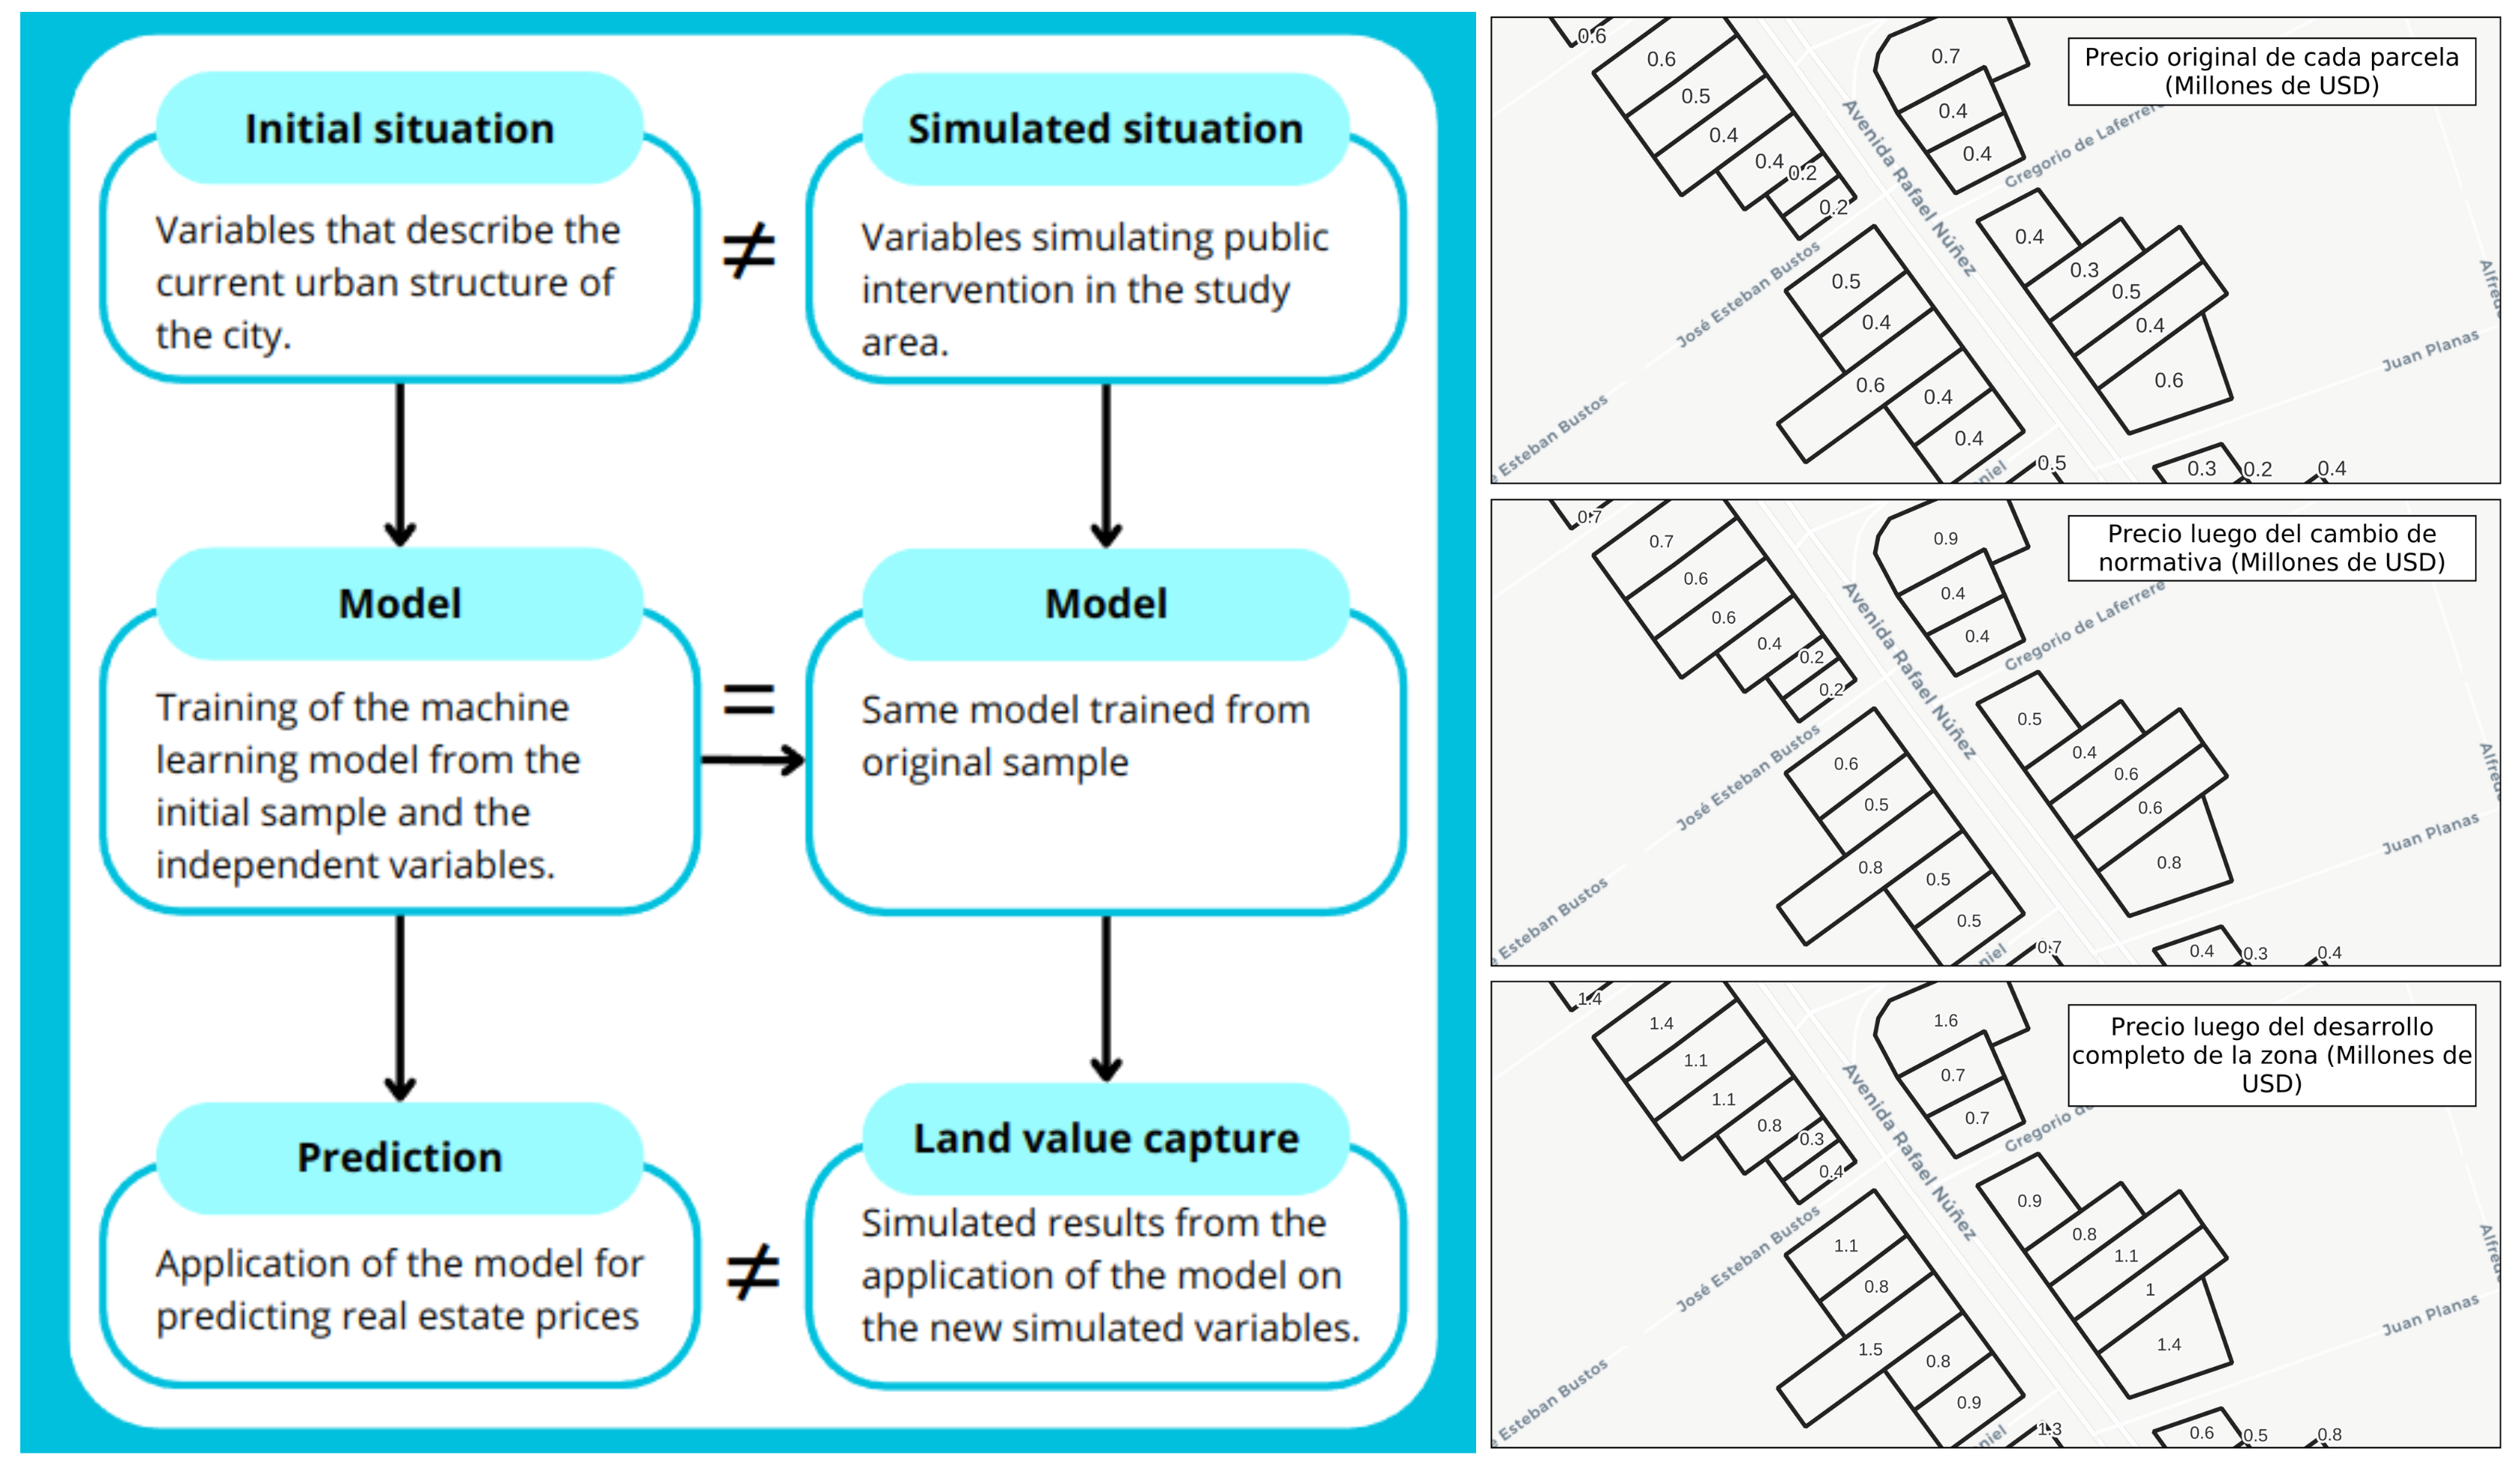 Initial situation
Variables that describe the
current urban structure of
the city.
≠
Simulated situation
Variables simulating public
intervention in the study
area.
Model
Training of the machine
learning model from the
initial sample and the
independent variables.
=
Model
Same model trained from
original sample
Prediction
Application of the model for
predicting real estate prices
≠
Land value capture
Simulated results from the
application of the model on
the new simulated variables.
Precio original de cada parcela
(Millones de USD)
0.6
0.6
0.5
0.4
0.4
0.2
0.2
0.7
0.4
0.4
Avenida Rafael Núñez
Gregorio de Laferrere
José Esteban Bustos
0.5
0.4
0.6
0.4
0.4
0.4
0.3
0.5
0.4
0.6
Alfredo
Juan Planas
Esteban Bustos
niel
0.5
0.3
0.2
0.4
Precio luego del cambio de
normativa (Millones de USD)
0.7
0.7
0.6
0.6
0.4
0.2
0.2
0.9
0.4
0.4
Avenida Rafael Núñez
Gregorio de Laferrere
José Esteban Bustos
0.6
0.5
0.8
0.5
0.5
0.5
0.4
0.6
0.6
0.8
Alfredo
Juan Planas
Esteban Bustos
niel
0.7
0.4
0.3
0.4
Precio luego del desarrollo
completo de la zona (Millones de
USD)
1.4
1.4
1.1
1.1
0.8
0.3
0.4
1.6
0.7
0.7
Avenida Rafael Núñez
Gregorio de
José Esteban Bustos
1.1
0.8
1.5
0.8
0.9
0.9
0.8
1.1
1
1.4
Alfredo
Juan Planas
Esteban Bustos
niel
1.3
0.6
0.5
0.8